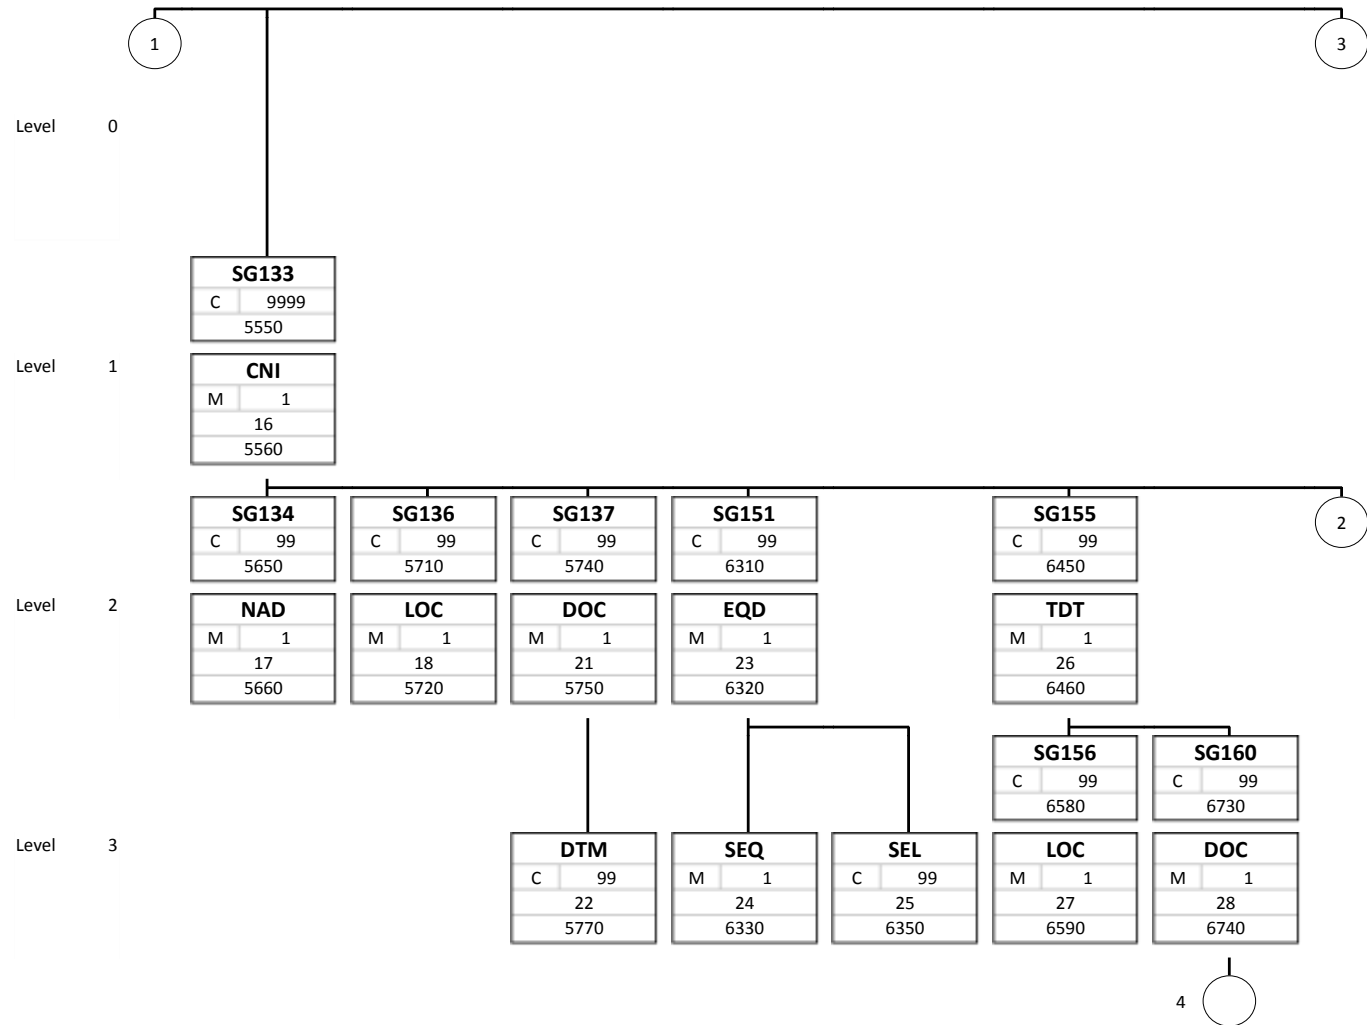 1 3
Level 0
SG133
C 9999
5550
Level 1 CNI
M 1
16
5560
SG134 SG136 SG137 SG151 SG155 2
C 99 C 99 C 99 C 99 C 99
5650 5710 5740 6310 6450
Level 2 NAD LOC DOC EQD TDT
M 1 M 1 M 1 M 1 M 1
17 18 21 23 26
5660 5720 5750 6320 6460
SG156 SG160
C 99 C 99
6580 6730
Level 3 DTM SEQ SEL LOC DOC
C 99 M 1 C 99 M 1 M 1
22 24 25 27 28
5770 6330 6350 6590 6740
4